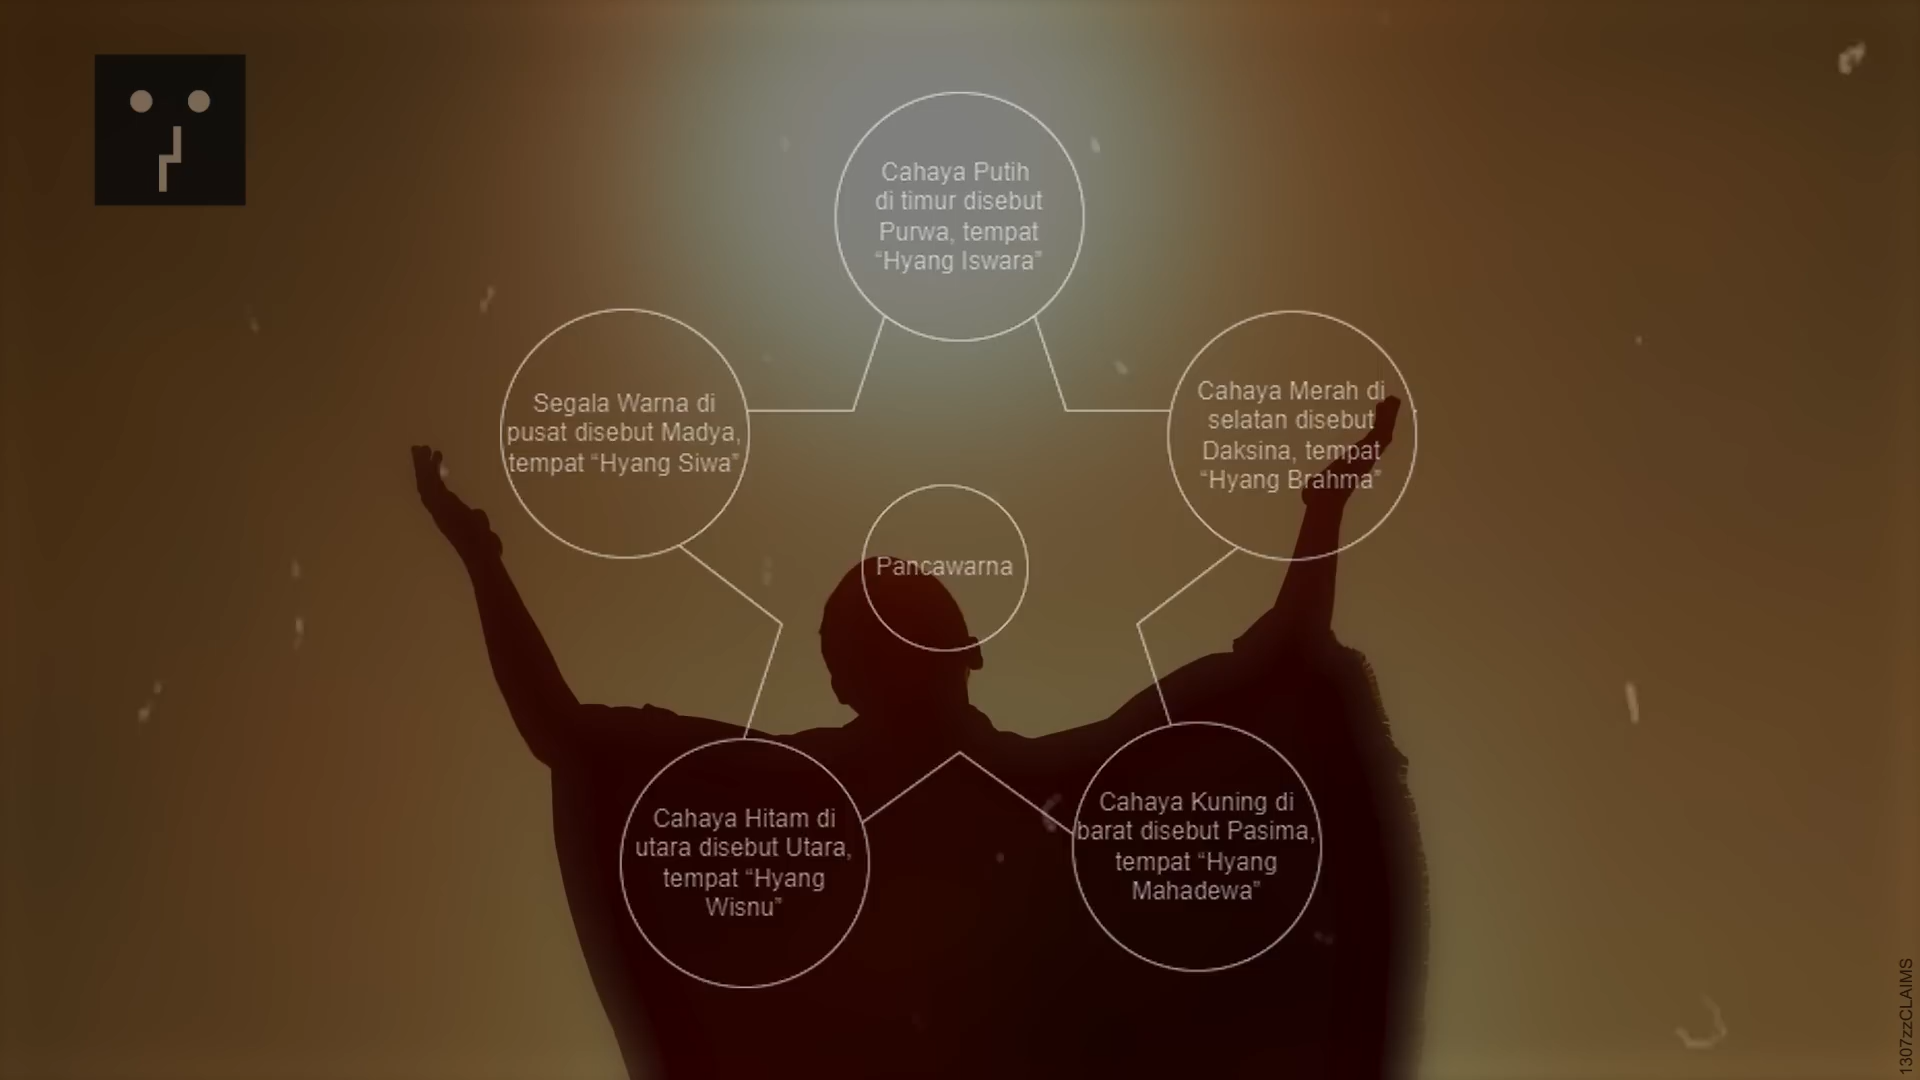 Cahaya Putih
di timur disebut
Purwa, tempat
“Hyang Iswara”
Segala Warna di
pusat disebut Madya,
tempat “Hyang Siwa”
Cahaya Merah di
selatan disebut
Daksina, tempat
“Hyang Brahma”
Pancawarna
Cahaya Hitam di
utara disebut Utara,
tempat “Hyang
Wisnu”
Cahaya Kuning di
barat disebut Pasima,
tempat “Hyang
Mahadewa”
1307zzCLAIMS